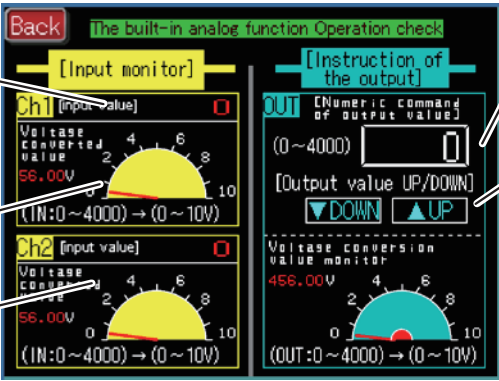 Back
The built-in analog function Operation check
[Input monitor]
Ch1 [Input value] 0
Voltage
converted
value
56.00V
0 2 4 6 8 10
(IN:0~4000)→(0~10V)
Ch2 [Input value] 0
Voltage
converted
value
56.00V
0 2 4 6 8 10
(IN:0~4000)→(0~10V)
[Instruction of
the output]
OUT [Numeric command
of output value]
(0~4000) 0
[Output value UP/DOWN]
▼DOWN ▲UP
Voltage conversion
value monitor
456.00V
0 2 4 6 8 10
(OUT:0~4000)→(0~10V)